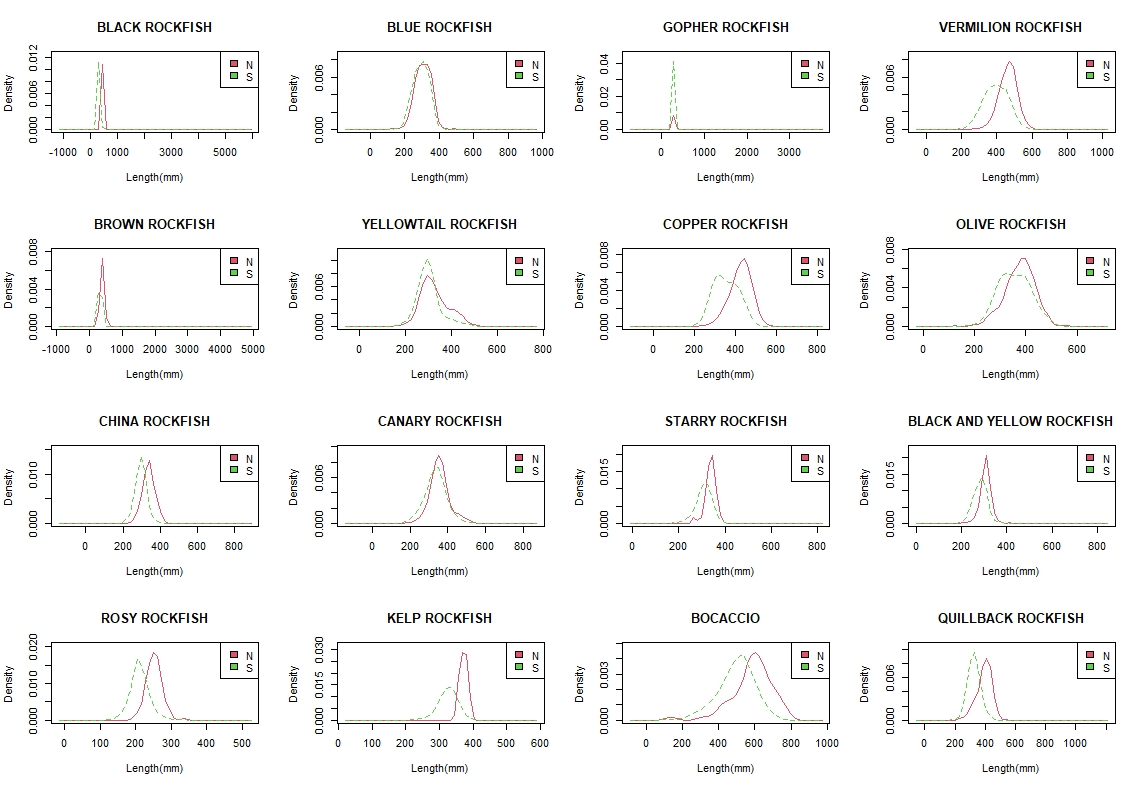 BLACK ROCKFISH
Density
0.000 0.006 0.012
N
S
-1000 0 1000 3000 5000
Length(mm)
BLUE ROCKFISH
Density
0.000 0.006
N
S
0 200 400 600 800 1000
Length(mm)
GOPHER ROCKFISH
Density
0.00 0.02 0.04
N
S
0 1000 2000 3000
Length(mm)
VERMILION ROCKFISH
Density
0.000 0.006
N
S
0 200 400 600 800 1000
Length(mm)
BROWN ROCKFISH
Density
0.000 0.004 0.008
N
S
-1000 0 1000 2000 3000 4000 5000
Length(mm)
YELLOWTAIL ROCKFISH
Density
0.000 0.006
N
S
0 200 400 600 800
Length(mm)
COPPER ROCKFISH
Density
0.000 0.004 0.008
N
S
0 200 400 600 800
Length(mm)
OLIVE ROCKFISH
Density
0.000 0.004 0.008
N
S
0 200 400 600
Length(mm)
CHINA ROCKFISH
Density
0.000 0.010
N
S
0 200 400 600 800
Length(mm)
CANARY ROCKFISH
Density
0.000 0.006
N
S
0 200 400 600 800
Length(mm)
STARRY ROCKFISH
Density
0.000 0.015
N
S
0 200 400 600 800
Length(mm)
BLACK AND YELLOW ROCKFISH
Density
0.000 0.015
N
S
0 200 400 600 800
Length(mm)
ROSY ROCKFISH
Density
0.000 0.010 0.020
N
S
0 100 200 300 400 500
Length(mm)
KELP ROCKFISH
Density
0.000 0.015 0.030
N
S
0 100 200 300 400 500 600
Length(mm)
BOCACCIO
Density
0.000 0.003
N
S
0 200 400 600 800 1000
Length(mm)
QUILLBACK ROCKFISH
Density
0.000 0.006
N
S
0 200 400 600 800 1000
Length(mm)